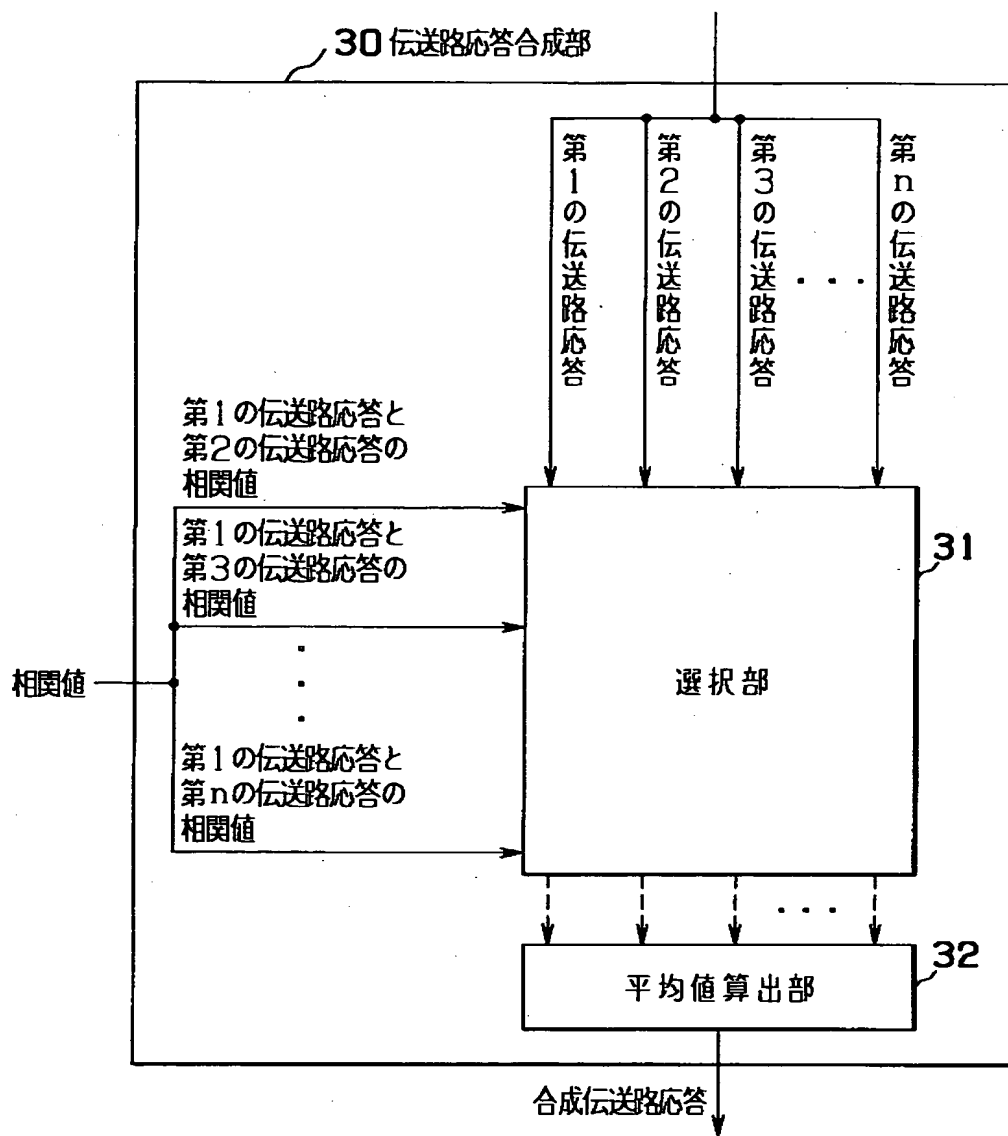 30 伝送路応答合成部
第1の伝送路応答
第2の伝送路応答
第3の伝送路応答
・・・
第nの伝送路応答
第1の伝送路応答と
第2の伝送路応答の
相関値
第1の伝送路応答と
第3の伝送路応答の
相関値
・
・
・
第1の伝送路応答と
第nの伝送路応答の
相関値
相関値
31
選択部
・・・
32
平均値算出部
合成伝送路応答